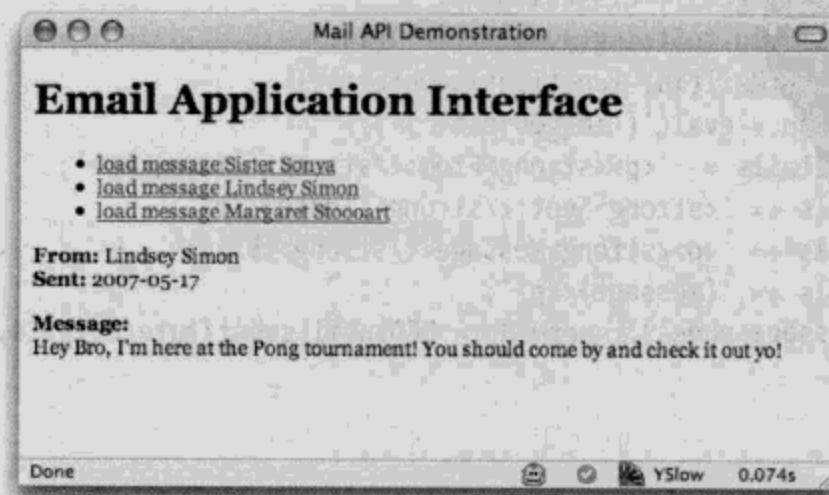 Mail API Demonstration
Email Application Interface
• load message Sister Sonya
• load message Lindsey Simon
• load message Margaret Stoooart
From: Lindsey Simon
Sent: 2007-05-17
Message:
Hey Bro, I'm here at the Pong tournament! You should come by and check it out yo!
Done YSlow 0.074s